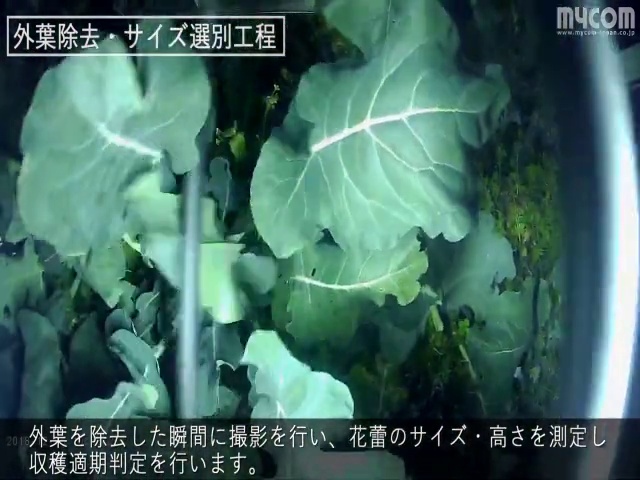 外葉除去・サイズ選別工程
mycom
外葉を除去した瞬間に撮影を行い、花蕾のサイズ・高さを測定し
収穫適期判定を行います。